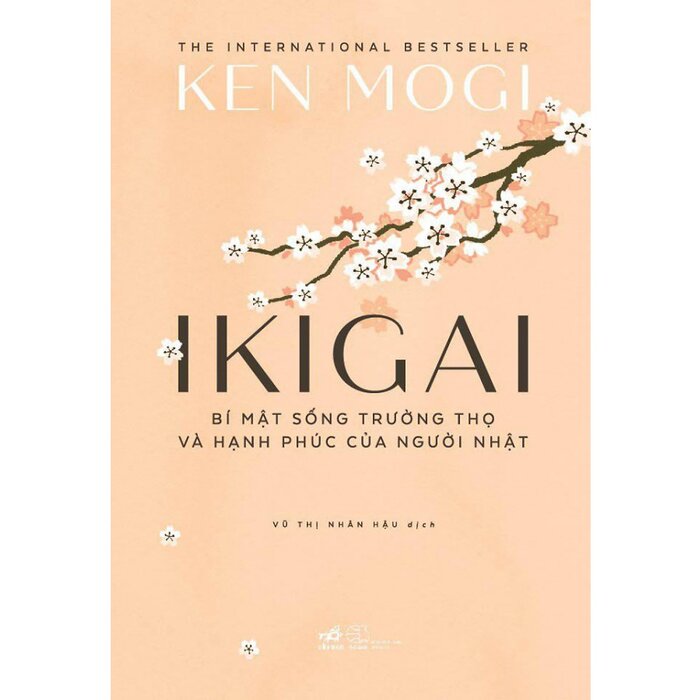 THE INTERNATIONAL BESTSELLER
KEN MOGI
IKIGAI
BÍ MẬT SỐNG TRƯỜNG THỌ
VÀ HẠNH PHÚC CỦA NGƯỜI NHẬT
VŨ THỊ NHÂN HẬU dịch